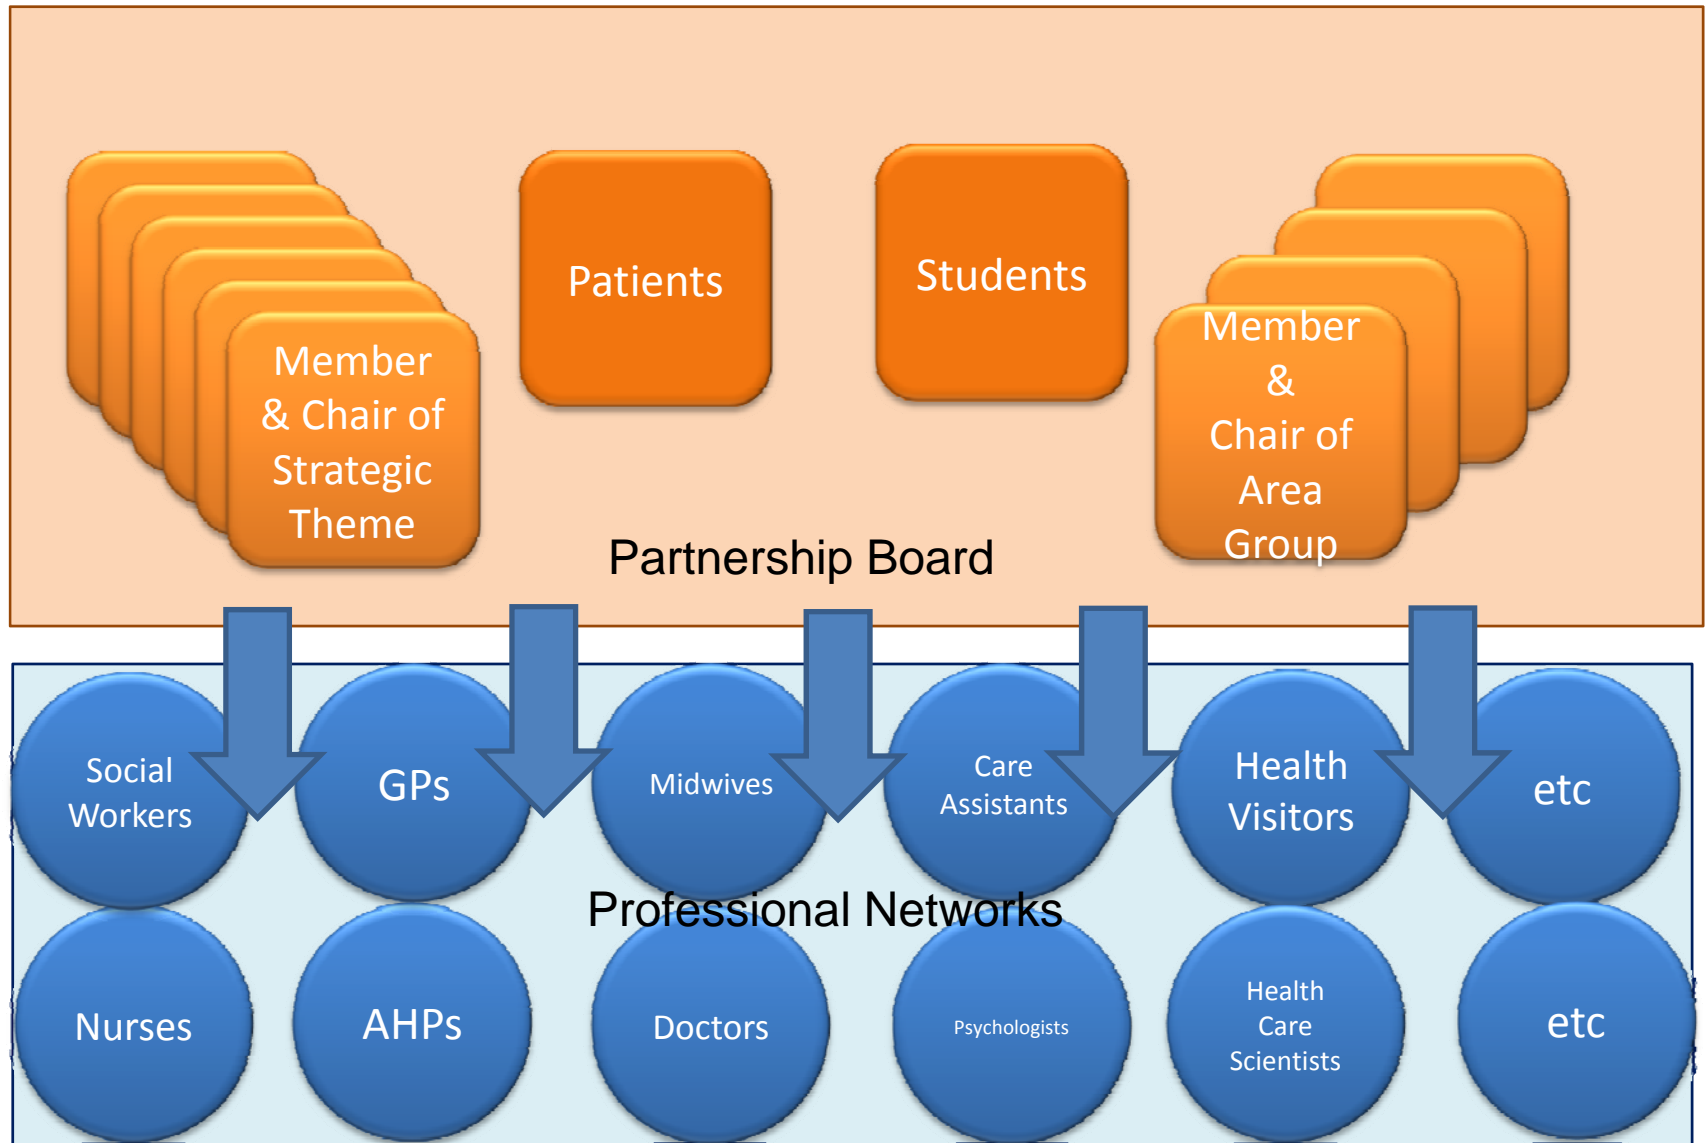 Patients
Students
Member
& Chair of
Strategic
Theme
Member
&
Chair of
Area
Group
Partnership Board
Social
Workers
GPs
Midwives
Care
Assistants
Health
Visitors
etc
Professional Networks
Nurses
AHPs
Doctors
Psychologists
Health
Care
Scientists
etc